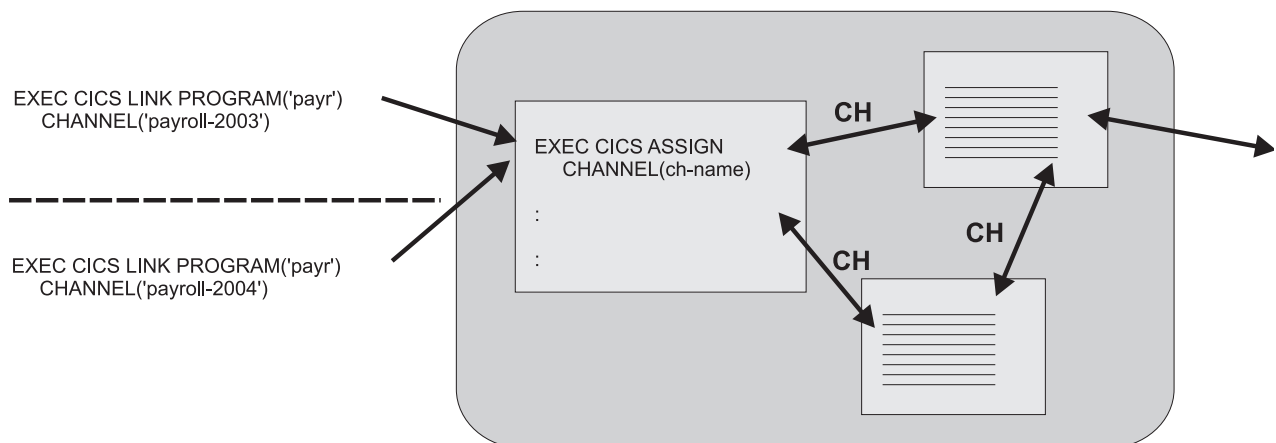 EXEC CICS LINK PROGRAM('payr')
CHANNEL('payroll-2003')
EXEC CICS LINK PROGRAM('payr')
CHANNEL('payroll-2004')
EXEC CICS ASSIGN
CHANNEL(ch-name)
:
:
CH
CH
CH